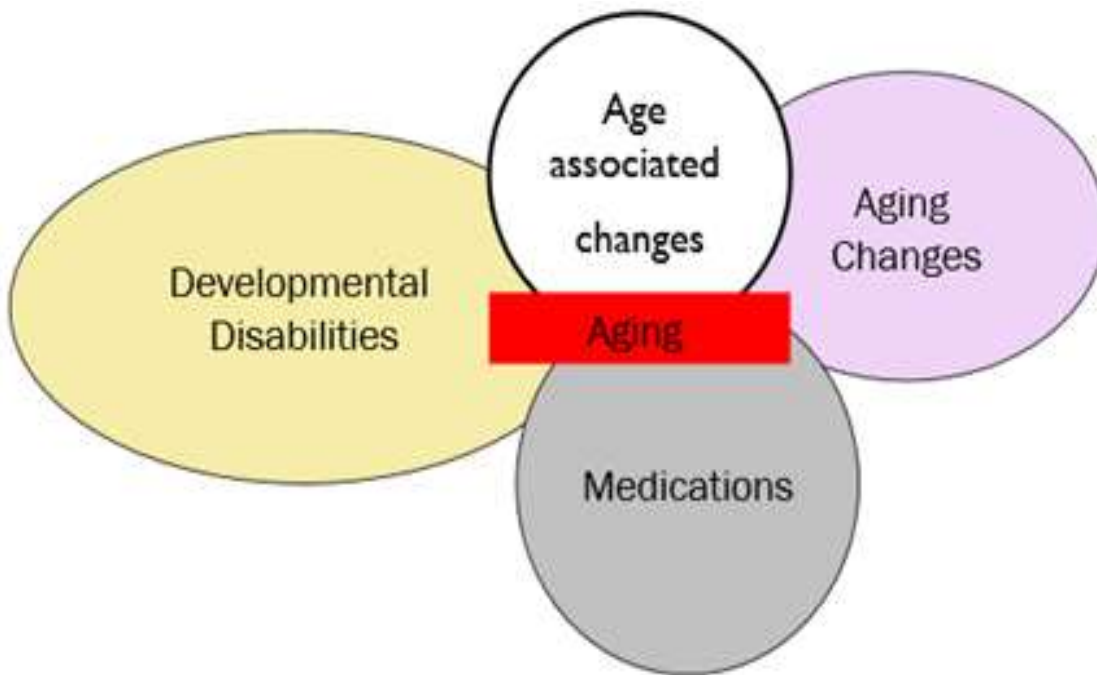 Age
associated
changes
Aging
Changes
Developmental
Disabilities
Aging
Medications